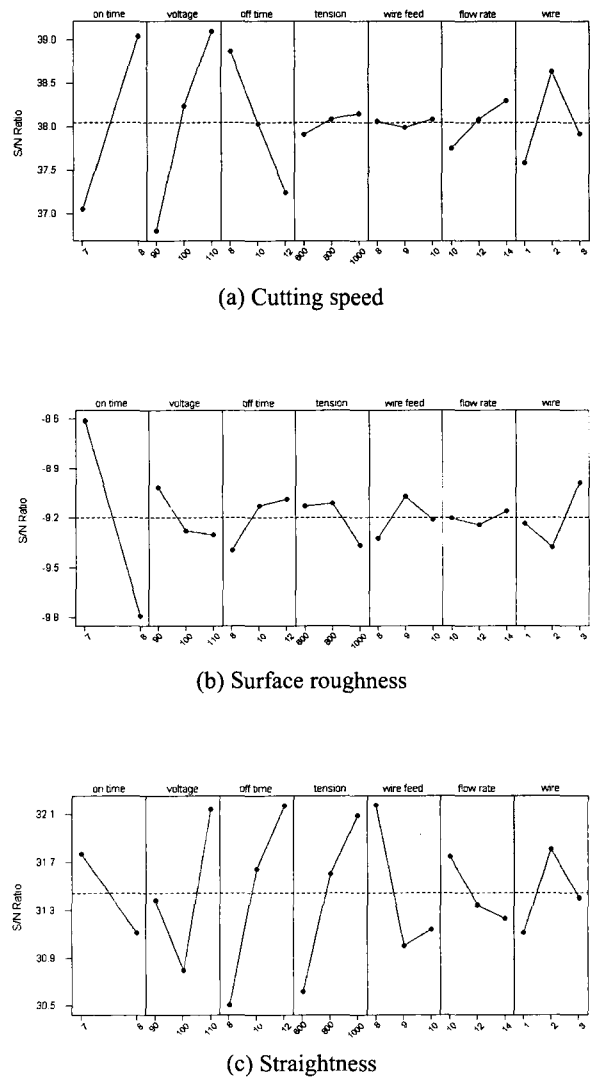 on time voltage off time tension wire feed flow rate wire
39.0
38.5
38.0
37.5
37.0
S/N Ratio
7 8 90 100 110 8 10 12 600 800 1000 8 9 10 10 12 14 1 2 3
(a) Cutting speed
on time voltage off time tension wire feed flow rate wire
-8.6
-8.9
-9.2
-9.5
-9.8
S/N Ratio
7 8 90 100 110 8 10 12 600 800 1000 8 9 10 10 12 14 1 2 3
(b) Surface roughness
on time voltage off time tension wire feed flow rate wire
32.1
31.7
31.3
30.9
30.5
S/N Ratio
7 8 90 100 110 8 10 12 600 800 1000 8 9 10 10 12 14 1 2 3
(c) Straightness